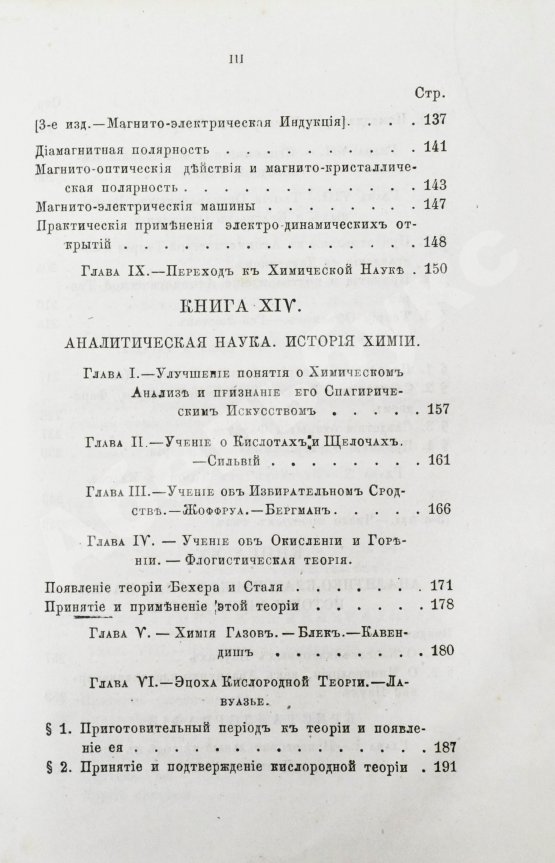 III
Стр.
[3-е изд.—Магнито-электрическая Индукція]. . . . 137
Діамагнитная полярность . . . . . . . . . . 141
Магнито-оптическія дѣйствія и магнито-кристалличе-
ская полярность . . . . . . . . . . . . 143
Магнито-электрическія машины . . . . . . . . 147
Практическія примѣненія электро-динамическихъ от-
крытій . . . . . . . . . . . . . . . 148
Глава IX.—Переходъ къ Химической Наукѣ . 150
КНИГА XIV.
АНАЛИТИЧЕСКАЯ НАУКА. ИСТОРІЯ ХИМІИ.
Глава I.—Улучшеніе понятія о Химическомъ
Анализѣ и признаніе его Спагириче-
скимъ Искусствомъ . . . . . 157
Глава II.—Ученіе о Кислотахъ и Щелочахъ.
—Сильвій . . . . . . . . 161
Глава III.—Ученіе объ Избирательномъ Срод-
ствѣ.—Жоффруа.—Бергманъ . . . . 166
Глава IV. — Ученіе объ Окисленіи и Горѣ-
ніи. — Флогистическая теорія.
Появленіе теоріи Бехера и Сталя . . . . . . 171
Принятіе и примѣненіе этой теоріи . . . . . . 178
Глава V. — Химія Газовъ. — Блекъ. — Кавен-
дишъ . . . . . . . . 180
Глава VI.—Эпоха Кислородной Теоріи.—Ла-
вуазье.
§ 1. Приготовительный періодъ къ теоріи и появле-
ніе ея . . . . . . . . . . . . . . 187
§ 2. Принятіе и подтвержденіе кислородной теоріи . 191